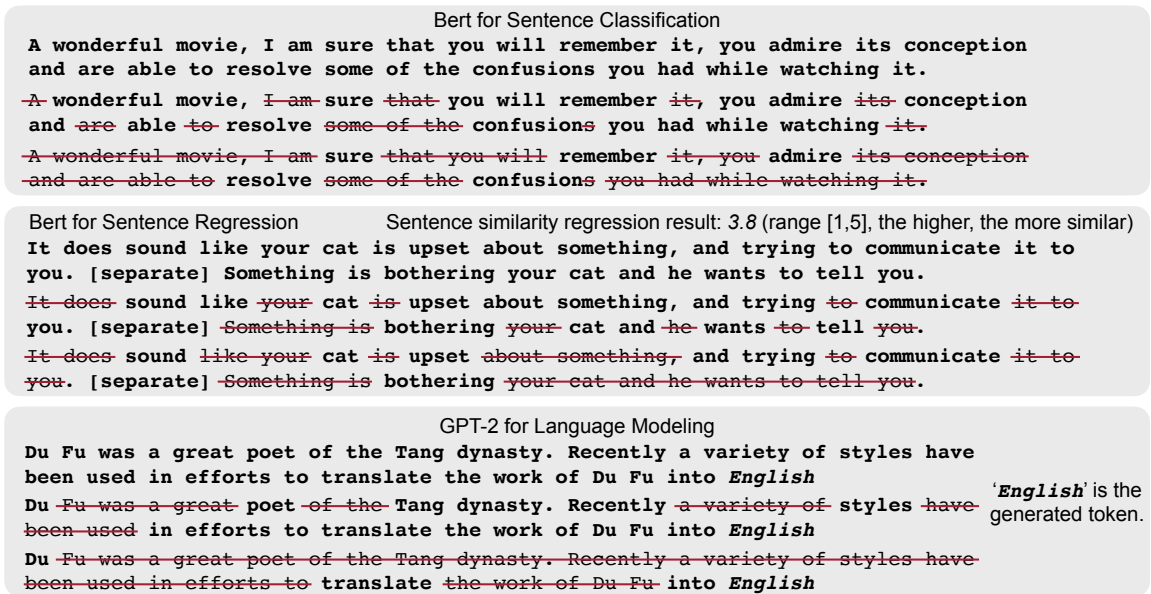 Bert for Sentence Classification
A wonderful movie, I am sure that you will remember it, you admire its conception
and are able to resolve some of the confusions you had while watching it.
A wonderful movie, I am sure that you will remember it, you admire its conception
and are able to resolve some of the confusions you had while watching it.
A wonderful movie, I am sure that you will remember it, you admire its conception
and are able to resolve some of the confusions you had while watching it.
Bert for Sentence Regression Sentence similarity regression result: 3.8 (range [1,5], the higher, the more similar)
It does sound like your cat is upset about something, and trying to communicate it to
you. [separate] Something is bothering your cat and he wants to tell you.
It does sound like your cat is upset about something, and trying to communicate it to
you. [separate] Something is bothering your cat and he wants to tell you.
It does sound like your cat is upset about something, and trying to communicate it to
you. [separate] Something is bothering your cat and he wants to tell you.
GPT-2 for Language Modeling
Du Fu was a great poet of the Tang dynasty. Recently a variety of styles have
been used in efforts to translate the work of Du Fu into English
Du Fu was a great poet of the Tang dynasty. Recently a variety of styles have
been used in efforts to translate the work of Du Fu into English
Du Fu was a great poet of the Tang dynasty. Recently a variety of styles have
been used in efforts to translate the work of Du Fu into English
'English' is the
generated token.